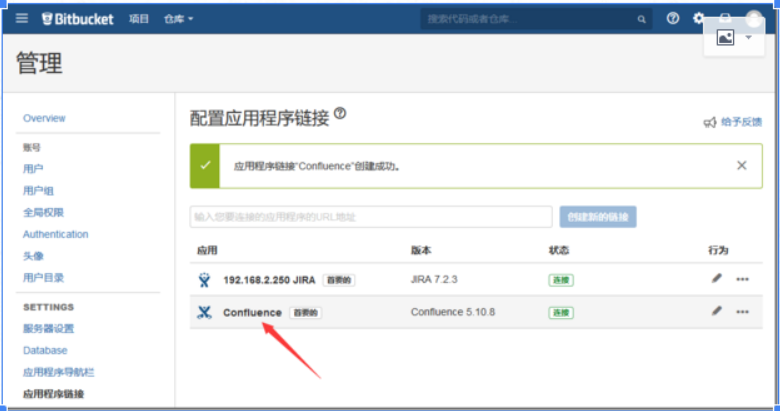 Bitbucket 项目 仓库 搜索代码或者仓库...
管理
Overview
账号
用户
用户组
全局权限
Authentication
头像
用户目录
SETTINGS
服务器设置
Database
应用程序导航栏
应用程序链接
配置应用程序链接
给予反馈
应用程序链接“Confluence”创建成功。
输入您要连接的应用程序的URL地址 创建新的链接
应用 版本 状态 行为
192.168.2.250 JIRA 首要的 JIRA 7.2.3 连接
Confluence 首要的 Confluence 5.10.8 连接